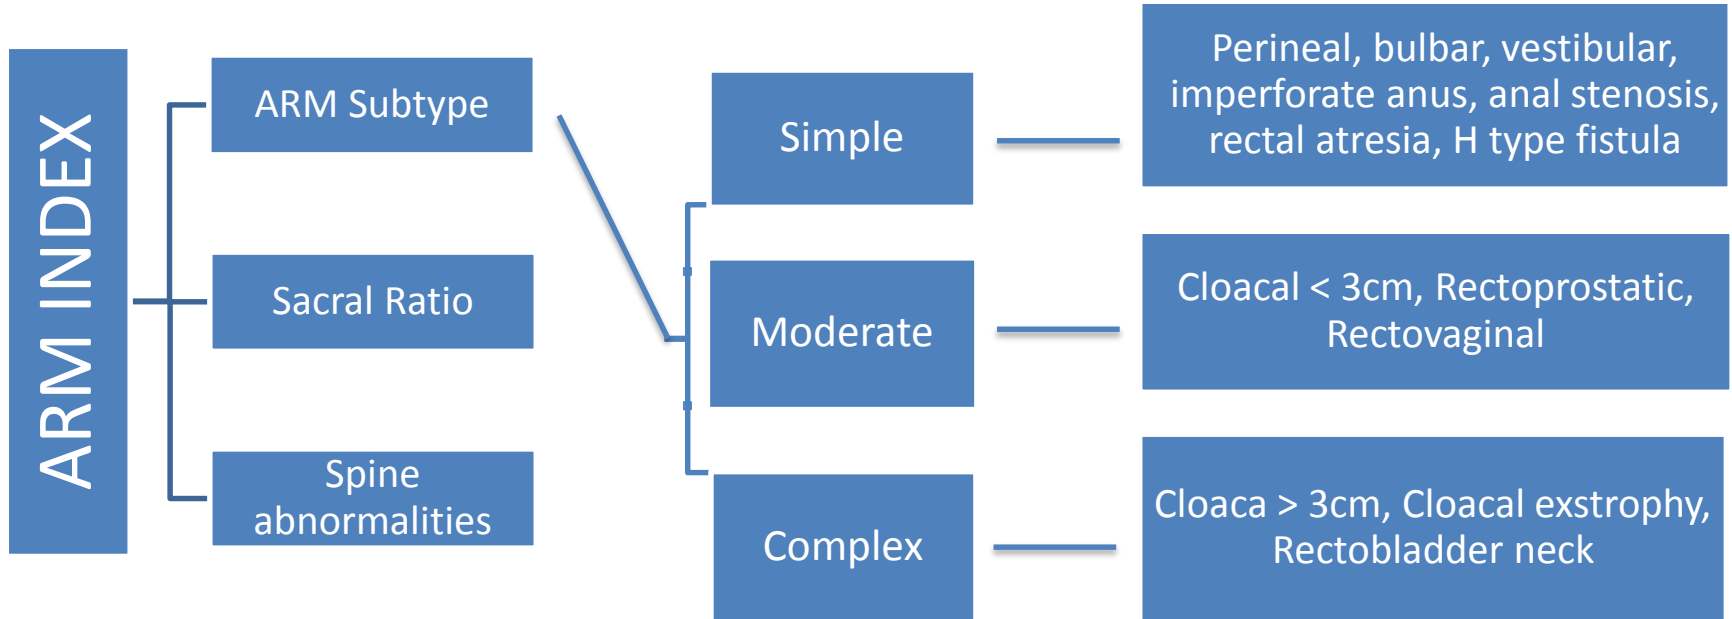 ARM INDEX
ARM Subtype
Sacral Ratio
Spine
abnormalities
Simple
Moderate
Complex
Perineal, bulbar, vestibular,
imperforate anus, anal stenosis,
rectal atresia, H type fistula
Cloacal < 3cm, Rectoprostatic,
Rectovaginal
Cloaca > 3cm, Cloacal exstrophy,
Rectobladder neck